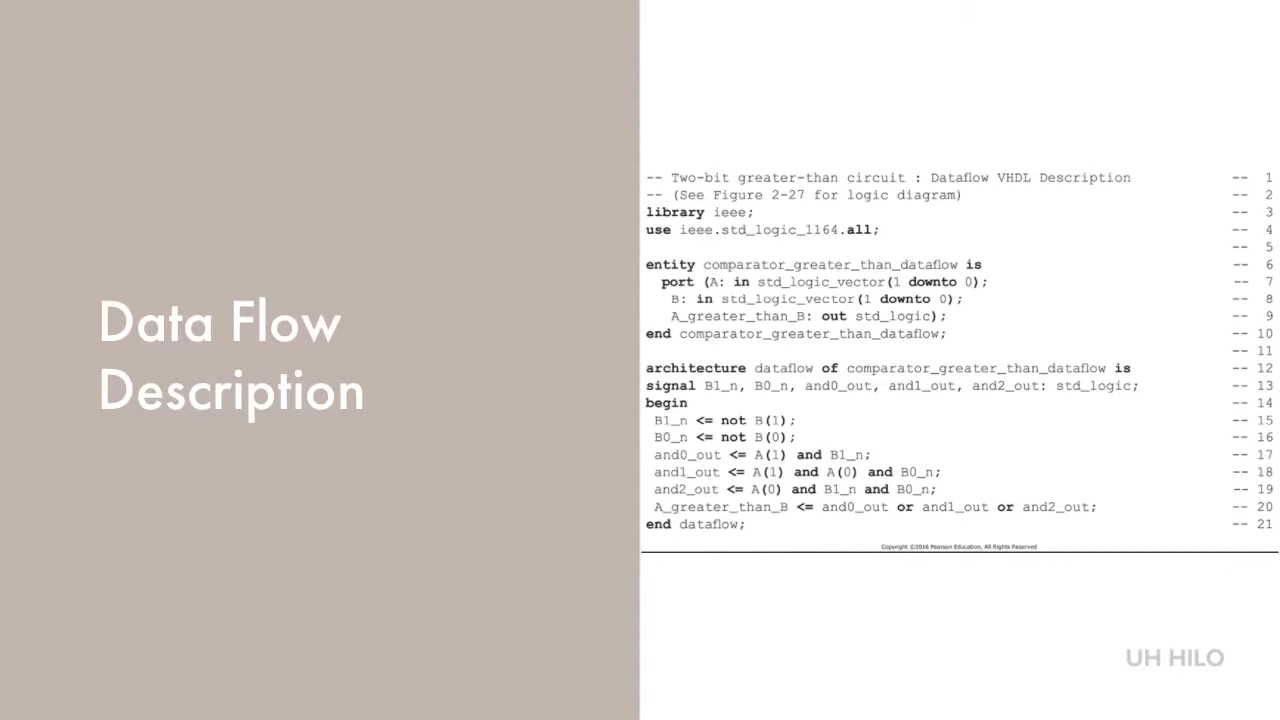 Data Flow
Description
-- Two-bit greater-than circuit : Dataflow VHDL Description -- 1
-- (See Figure 2-27 for logic diagram) -- 2
library ieee; -- 3
use ieee.std_logic_1164.all; -- 4
-- 5
entity comparator_greater_than_dataflow is -- 6
port (A: in std_logic_vector(1 downto 0); -- 7
B: in std_logic_vector(1 downto 0); -- 8
A_greater_than_B: out std_logic); -- 9
end comparator_greater_than_dataflow; -- 10
-- 11
architecture dataflow of comparator_greater_than_dataflow is -- 12
signal B1_n, B0_n, and0_out, and1_out, and2_out: std_logic; -- 13
begin -- 14
B1_n <= not B(1); -- 15
B0_n <= not B(0); -- 16
and0_out <= A(1) and B1_n; -- 17
and1_out <= A(1) and A(0) and B0_n; -- 18
and2_out <= A(0) and B1_n and B0_n; -- 19
A_greater_than_B <= and0_out or and1_out or and2_out; -- 20
end dataflow; -- 21
Copyright ©2016 Pearson Education, All Rights Reserved
UH HILO